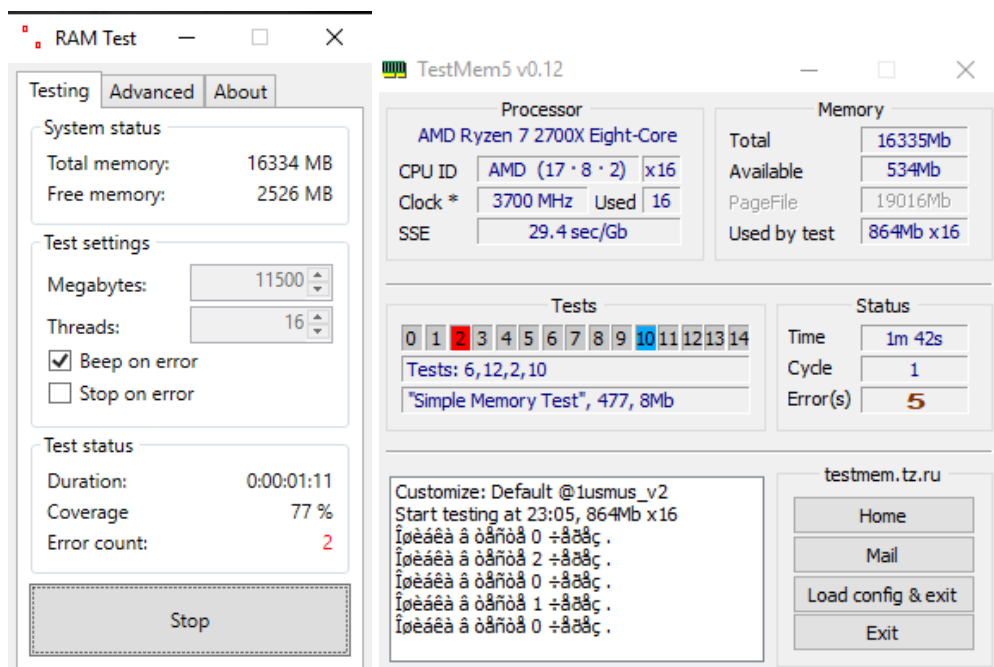 RAM Test
Testing Advanced About
System status
Total memory: 16334 MB
Free memory: 2526 MB
Test settings
Megabytes: 11500
Threads: 16
Beep on error
Stop on error
Test status
Duration: 0:00:01:11
Coverage 77 %
Error count: 2
Stop
TestMem5 v0.12
Processor
AMD Ryzen 7 2700X Eight-Core
CPU ID AMD (17 · 8 · 2) x16
Clock * 3700 MHz Used 16
SSE 29.4 sec/Gb
Memory
Total 16335Mb
Available 534Mb
PageFile 19016Mb
Used by test 864Mb x16
Tests
0 1 2 3 4 5 6 7 8 9 10 11 12 13 14
Tests: 6,12,2,10
"Simple Memory Test", 477, 8Mb
Status
Time 1m 42s
Cycle 1
Error(s) 5
Customize: Default @1usmus_v2
Start testing at 23:05, 864Mb x16
Îøèáêà â òåñòå 0 ÷åðåç .
Îøèáêà â òåñòå 2 ÷åðåç .
Îøèáêà â òåñòå 0 ÷åðåç .
Îøèáêà â òåñòå 1 ÷åðåç .
Îøèáêà â òåñòå 0 ÷åðåç .
testmem.tz.ru
Home
Mail
Load config & exit
Exit